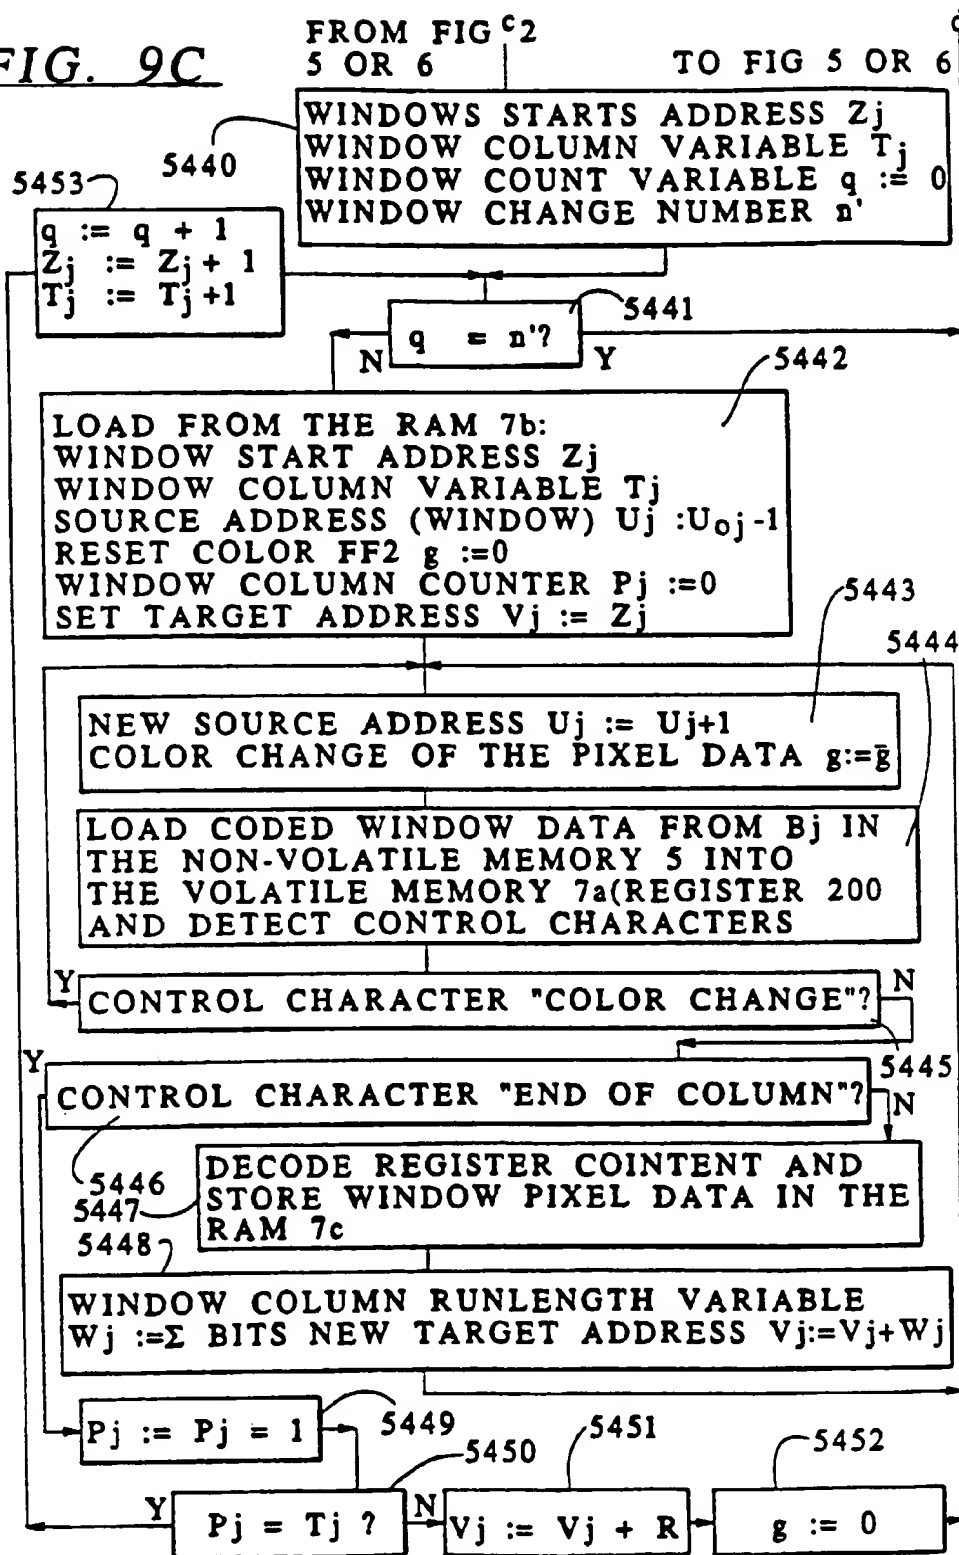 FIG. 9C
FROM FIG c2
5 OR 6
TO FIG 5 OR 6
5440
WINDOWS STARTS ADDRESS Zj
WINDOW COLUMN VARIABLE Tj
WINDOW COUNT VARIABLE q := 0
WINDOW CHANGE NUMBER n'
5453
q := q + 1
Zj := Zj + 1
Tj := Tj +1
5441
q = n'?
N
Y
5442
LOAD FROM THE RAM 7b:
WINDOW START ADDRESS Zj
WINDOW COLUMN VARIABLE Tj
SOURCE ADDRESS (WINDOW) Uj :Uoj-1
RESET COLOR FF2 g :=0
WINDOW COLUMN COUNTER Pj :=0
SET TARGET ADDRESS Vj := Zj
5443
5444
NEW SOURCE ADDRESS Uj := Uj+1
COLOR CHANGE OF THE PIXEL DATA g:=g̅
LOAD CODED WINDOW DATA FROM Bj IN
THE NON-VOLATILE MEMORY 5 INTO
THE VOLATILE MEMORY 7a(REGISTER 200
AND DETECT CONTROL CHARACTERS
Y
CONTROL CHARACTER "COLOR CHANGE"?
N
5445
Y
CONTROL CHARACTER "END OF COLUMN"?
N
5446
5447
DECODE REGISTER COINTENT AND
STORE WINDOW PIXEL DATA IN THE
RAM 7c
5448
WINDOW COLUMN RUNLENGTH VARIABLE
Wj :=Σ BITS NEW TARGET ADDRESS Vj:=Vj+Wj
Pj := Pj = 1
5449
5450
5451
5452
Y
Pj = Tj ?
N
Vj := Vj + R
g := 0